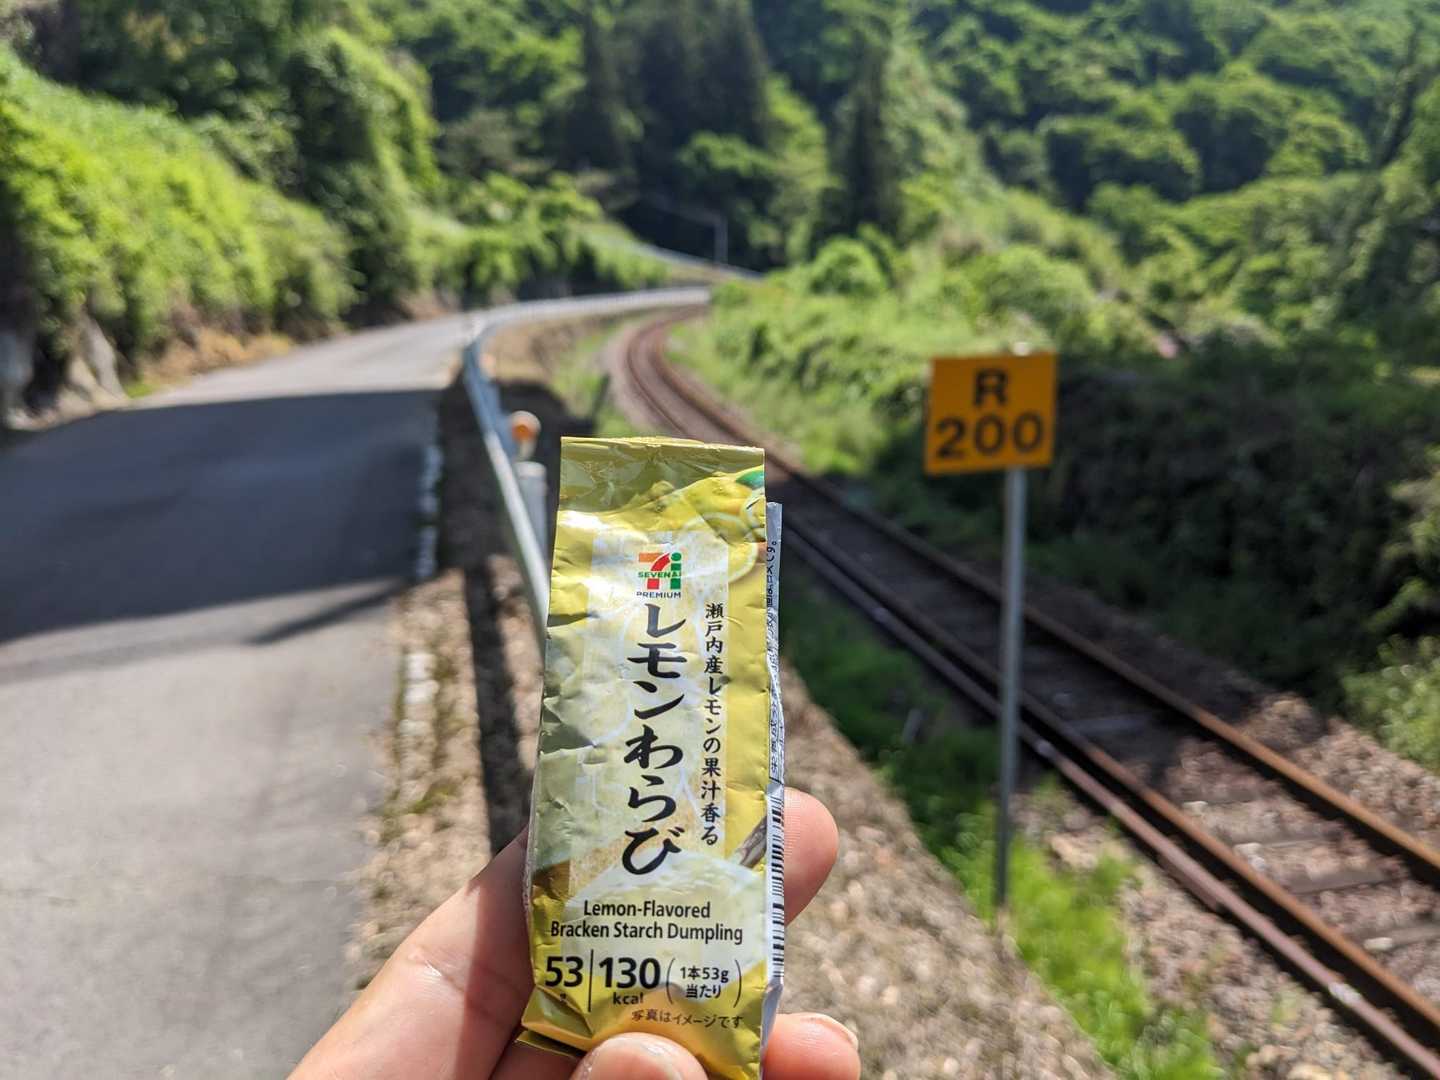 R
200
SEVEN&i
PREMIUM
瀬戸内産レモンの果汁香る
レモンわらび
Lemon-Flavored
Bracken Starch Dumpling
53
g
130
kcal
(1本53g
当たり)
写真はイメージです